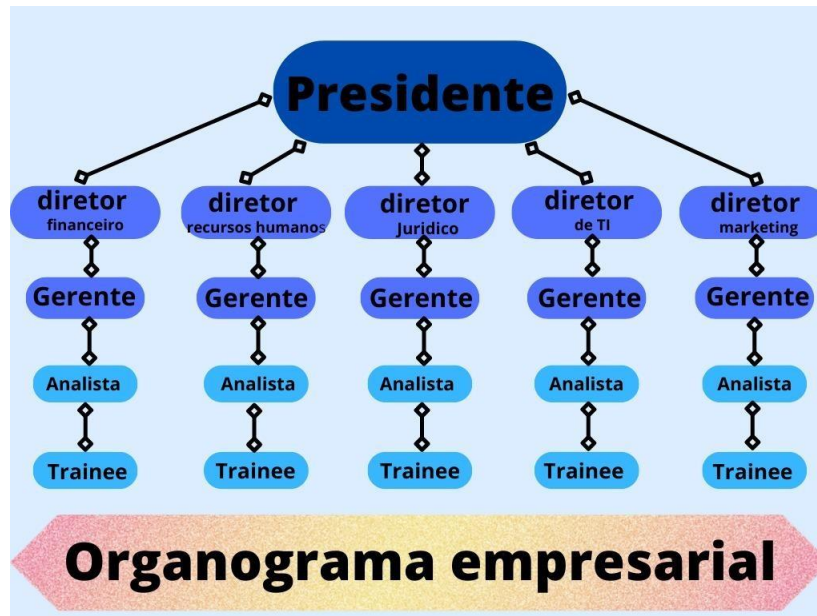 Presidente
diretor
financeiro
diretor
recursos humanos
diretor
Juridico
diretor
de TI
diretor
marketing
Gerente
Gerente
Gerente
Gerente
Gerente
Analista
Analista
Analista
Analista
Analista
Trainee
Trainee
Trainee
Trainee
Trainee
Organograma empresarial